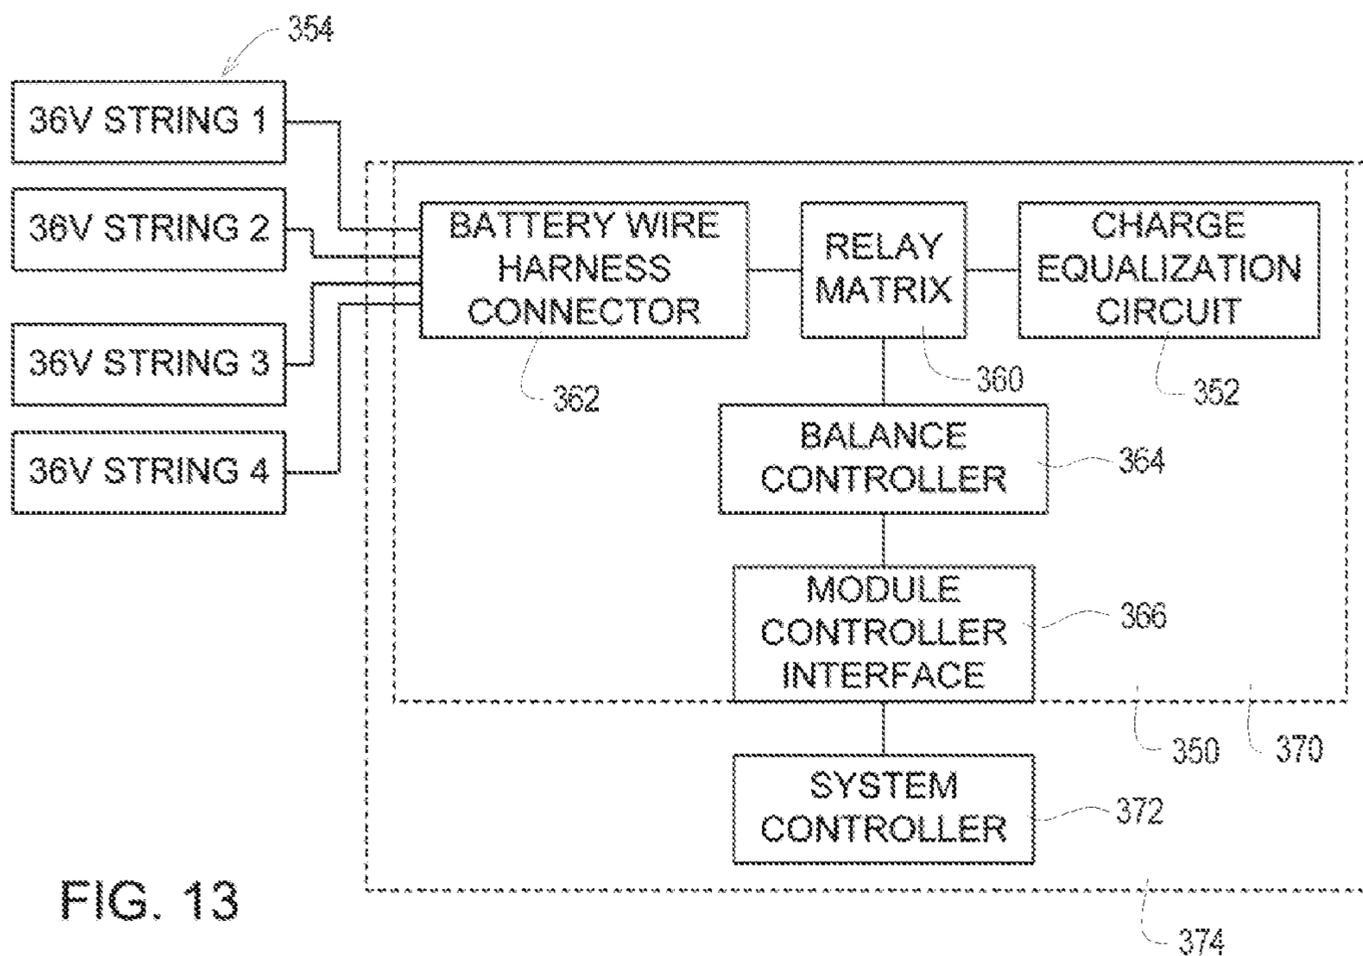 354
36V STRING 1
36V STRING 2
36V STRING 3
36V STRING 4
BATTERY WIRE
HARNESS
CONNECTOR
362
RELAY
MATRIX
360
CHARGE
EQUALIZATION
CIRCUIT
352
BALANCE
CONTROLLER
364
MODULE
CONTROLLER
INTERFACE
366
350
370
SYSTEM
CONTROLLER
372
374
FIG. 13